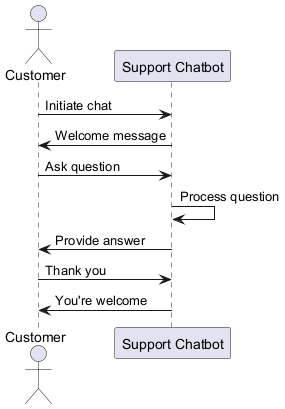 Customer
Support Chatbot
Initiate chat
Welcome message
Ask question
Process question
Provide answer
Thank you
You're welcome
Customer
Support Chatbot